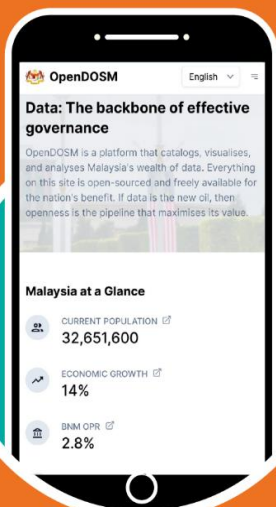 OpenDOSM
English
Data: The backbone of effective
governance
OpenDOSM is a platform that catalogs, visualises,
and analyses Malaysia's wealth of data. Everything
on this site is open-sourced and freely available for
the nation's benefit. If data is the new oil, then
openness is the pipeline that maximises its value.
Malaysia at a Glance
CURRENT POPULATION
32,651,600
ECONOMIC GROWTH
14%
BNM OPR
2.8%